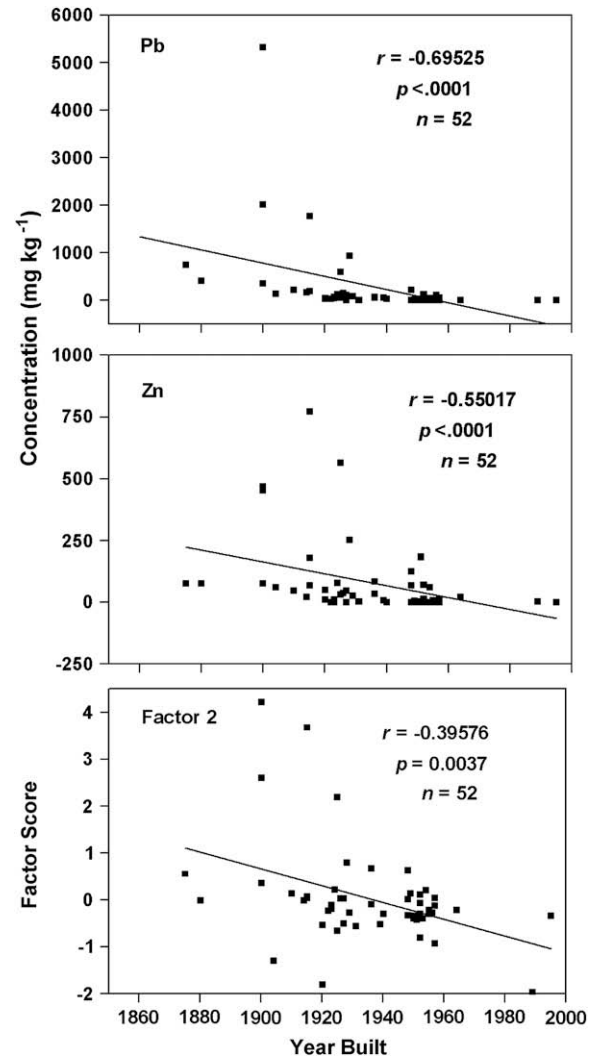 6000
5000
4000
3000
2000
1000
0
Pb
r = -0.69525
p <.0001
n = 52
Concentration (mg kg⁻¹)
1000
750
500
250
0
-250
Zn
r = -0.55017
p <.0001
n = 52
4
3
2
1
0
-1
-2
Factor 2
r = -0.39576
p = 0.0037
n = 52
Factor Score
1860 1880 1900 1920 1940 1960 1980 2000
Year Built